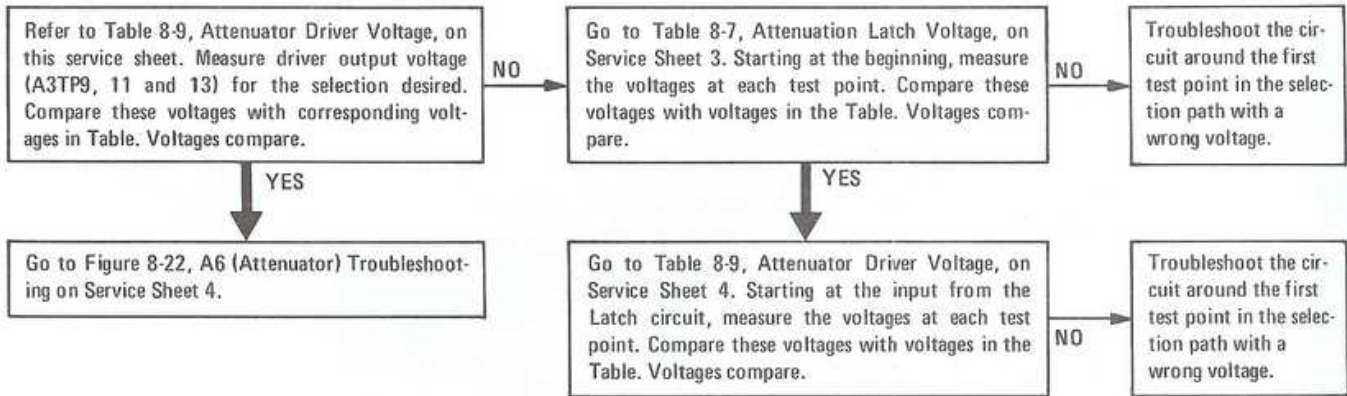 Refer to Table 8-9, Attenuator Driver Voltage, on
this service sheet. Measure driver output voltage
(A3TP9, 11 and 13) for the selection desired.
Compare these voltages with corresponding volt-
ages in Table. Voltages compare.
NO
Go to Table 8-7, Attenuation Latch Voltage, on
Service Sheet 3. Starting at the beginning, measure
the voltages at each test point. Compare these
voltages with voltages in the Table. Voltages com-
pare.
NO
Troubleshoot the cir-
cuit around the first
test point in the selec-
tion path with a
wrong voltage.
YES
YES
Go to Figure 8-22, A6 (Attenuator) Troubleshoot-
ing on Service Sheet 4.
Go to Table 8-9, Attenuator Driver Voltage, on
Service Sheet 4. Starting at the input from the
Latch circuit, measure the voltages at each test
point. Compare these voltages with voltages in the
Table. Voltages compare.
NO
Troubleshoot the cir-
cuit around the first
test point in the selec-
tion path with a
wrong voltage.